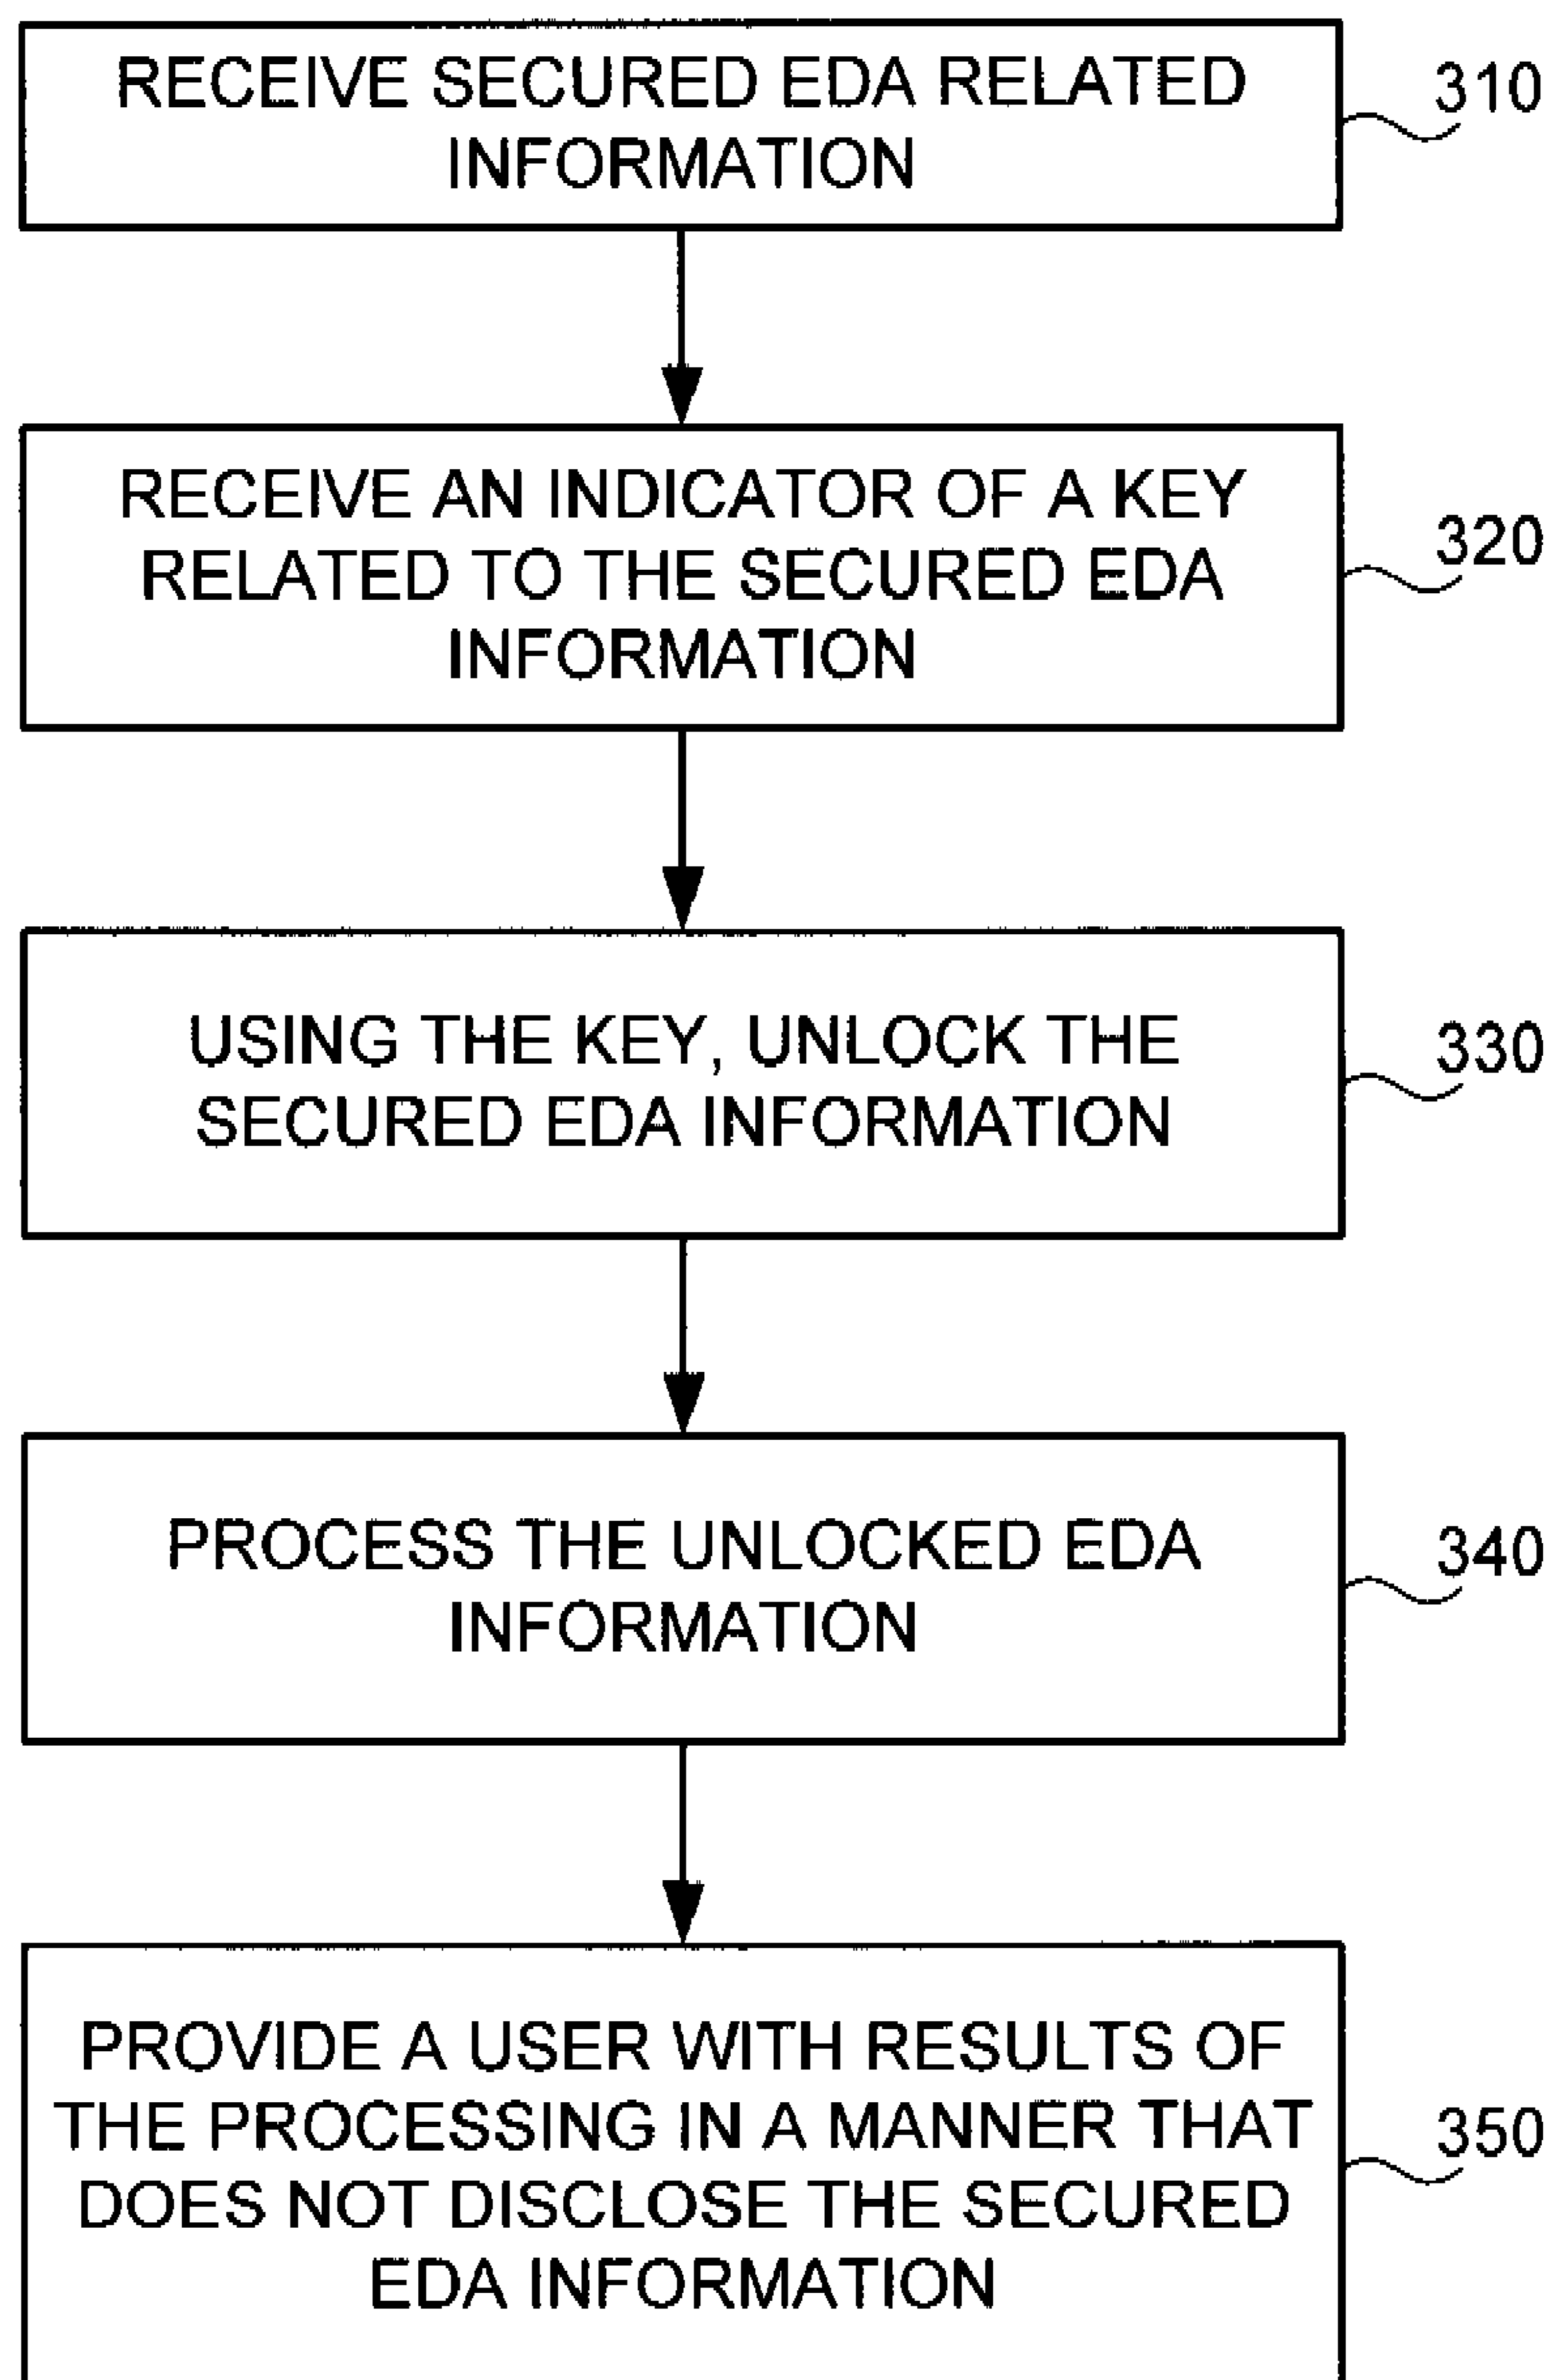 RECEIVE SECURED EDA RELATED
INFORMATION
310
RECEIVE AN INDICATOR OF A KEY
RELATED TO THE SECURED EDA
INFORMATION
320
USING THE KEY, UNLOCK THE
SECURED EDA INFORMATION
330
PROCESS THE UNLOCKED EDA
INFORMATION
340
PROVIDE A USER WITH RESULTS OF
THE PROCESSING IN A MANNER THAT
DOES NOT DISCLOSE THE SECURED
EDA INFORMATION
350